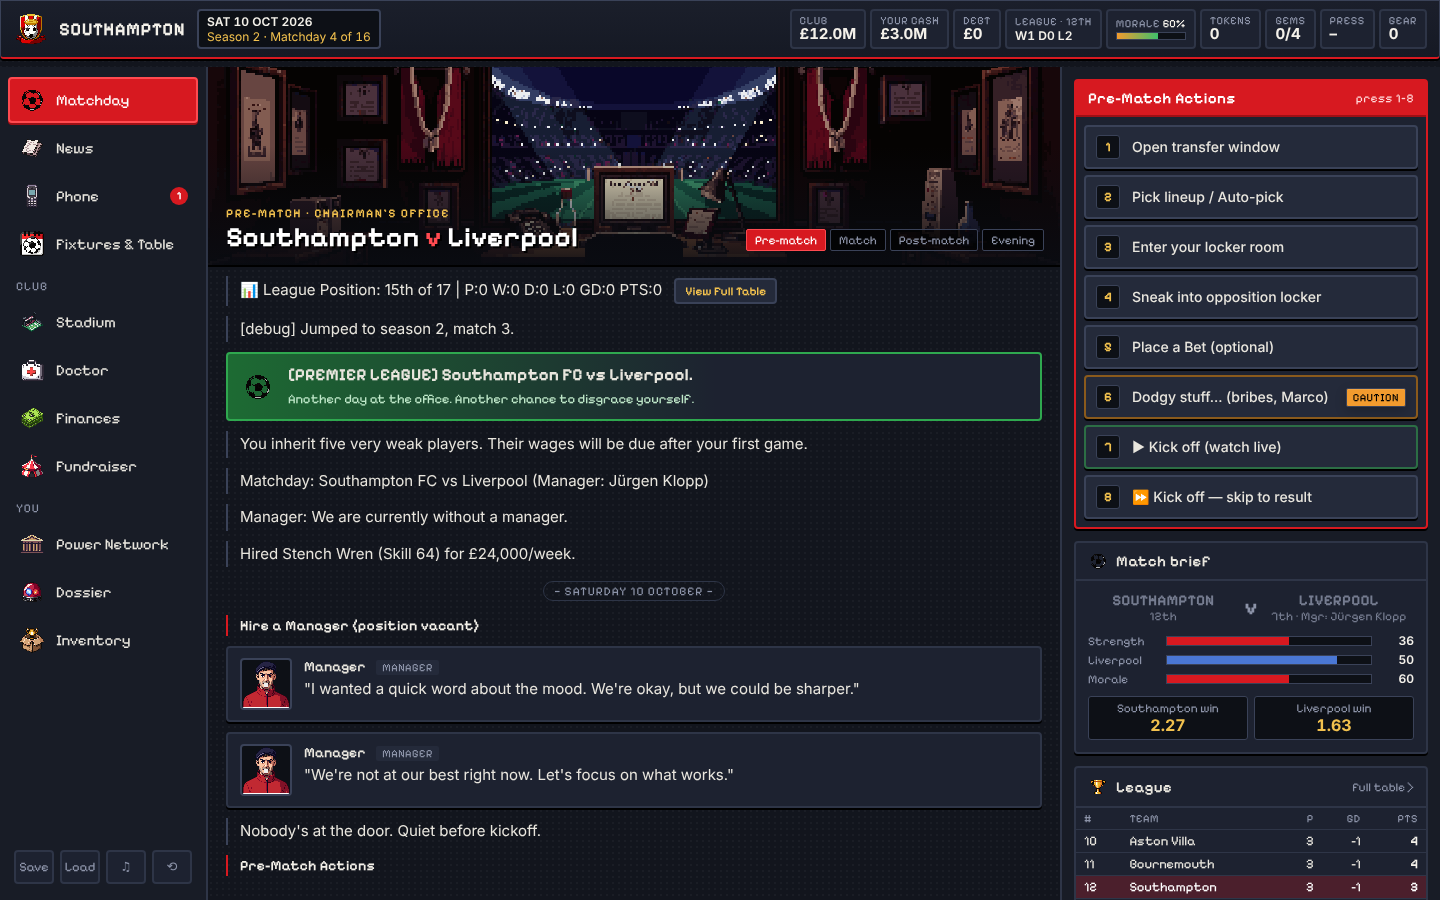 SOUTHAMPTON
SAT 10 OCT 2026
Season 2 · Matchday 4 of 16
CLUB
£12.0M
YOUR CASH
£3.0M
DEBT
£0
LEAGUE · 12TH
W1 D0 L2
MORALE 60%
TOKENS
0
GEMS
0/4
PRESS
–
GEAR
0
Matchday
News
Phone
1
Fixtures & Table
CLUB
Stadium
Doctor
Finances
Fundraiser
YOU
Power Network
Dossier
Inventory
Save
Load
♫
⟲
PRE-MATCH · CHAIRMAN'S OFFICE
Southampton v Liverpool
Pre-match
Match
Post-match
Evening
📊 League Position: 15th of 17 | P:0 W:0 D:0 L:0 GD:0 PTS:0
View Full Table
[debug] Jumped to season 2, match 3.
[PREMIER LEAGUE] Southampton FC vs Liverpool.
Another day at the office. Another chance to disgrace yourself.
You inherit five very weak players. Their wages will be due after your first game.
Matchday: Southampton FC vs Liverpool (Manager: Jürgen Klopp)
Manager: We are currently without a manager.
Hired Stench Wren (Skill 64) for £24,000/week.
– SATURDAY 10 OCTOBER –
Hire a Manager (position vacant)
Manager MANAGER
"I wanted a quick word about the mood. We're okay, but we could be sharper."
Manager MANAGER
"We're not at our best right now. Let's focus on what works."
Nobody's at the door. Quiet before kickoff.
Pre-Match Actions
Pre-Match Actions
press 1-8
1 Open transfer window
2 Pick lineup / Auto-pick
3 Enter your locker room
4 Sneak into opposition locker
5 Place a Bet (optional)
6 Dodgy stuff... (bribes, Marco) CAUTION
7 ▶ Kick off (watch live)
8 ⏩ Kick off — skip to result
Match brief
SOUTHAMPTON
12th
v
LIVERPOOL
7th · Mgr: Jürgen Klopp
Strength 36
Liverpool 50
Morale 60
Southampton win
2.27
Liverpool win
1.63
League
Full table >
# TEAM P GD PTS
10 Aston Villa 3 -1 4
11 Bournemouth 3 -1 4
12 Southampton 3 -1 3